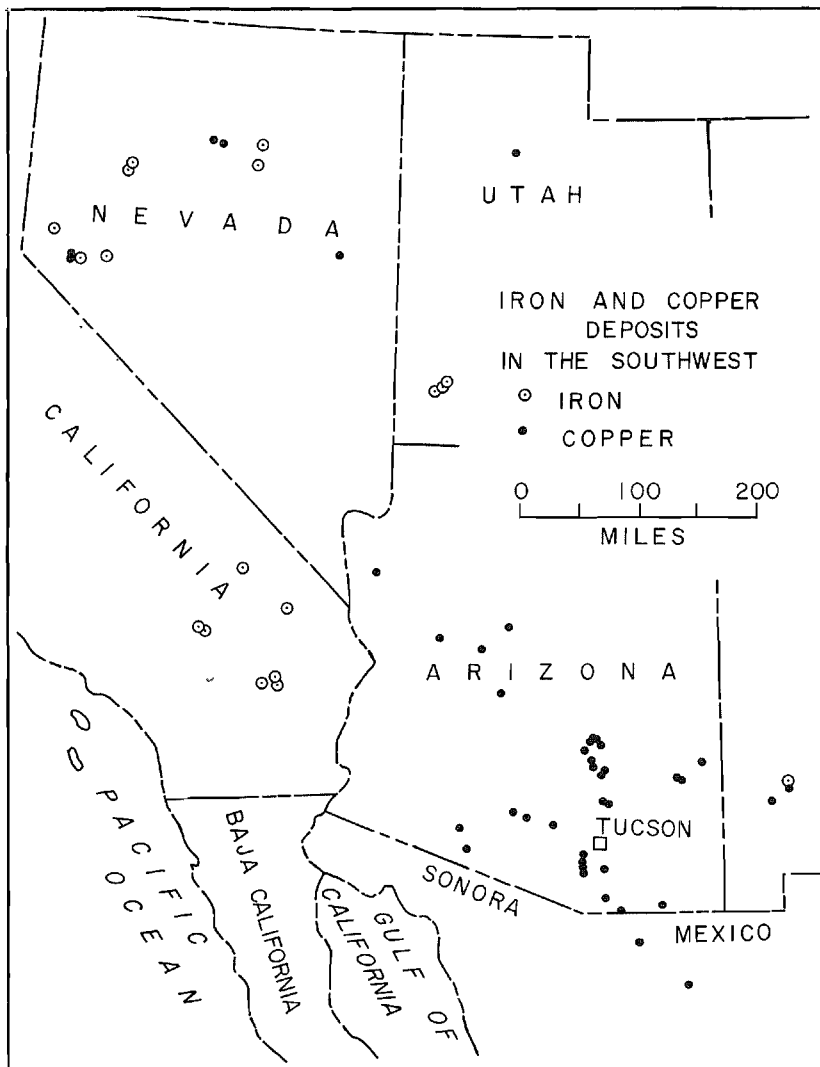 NEVADA
UTAH
IRON AND COPPER
DEPOSITS
IN THE SOUTHWEST
IRON
COPPER
0 100 200
MILES
CALIFORNIA
ARIZONA
TUCSON
SONORA
MEXICO
PACIFIC
OCEAN
BAJA CALIFORNIA
GULF OF
CALIFORNIA